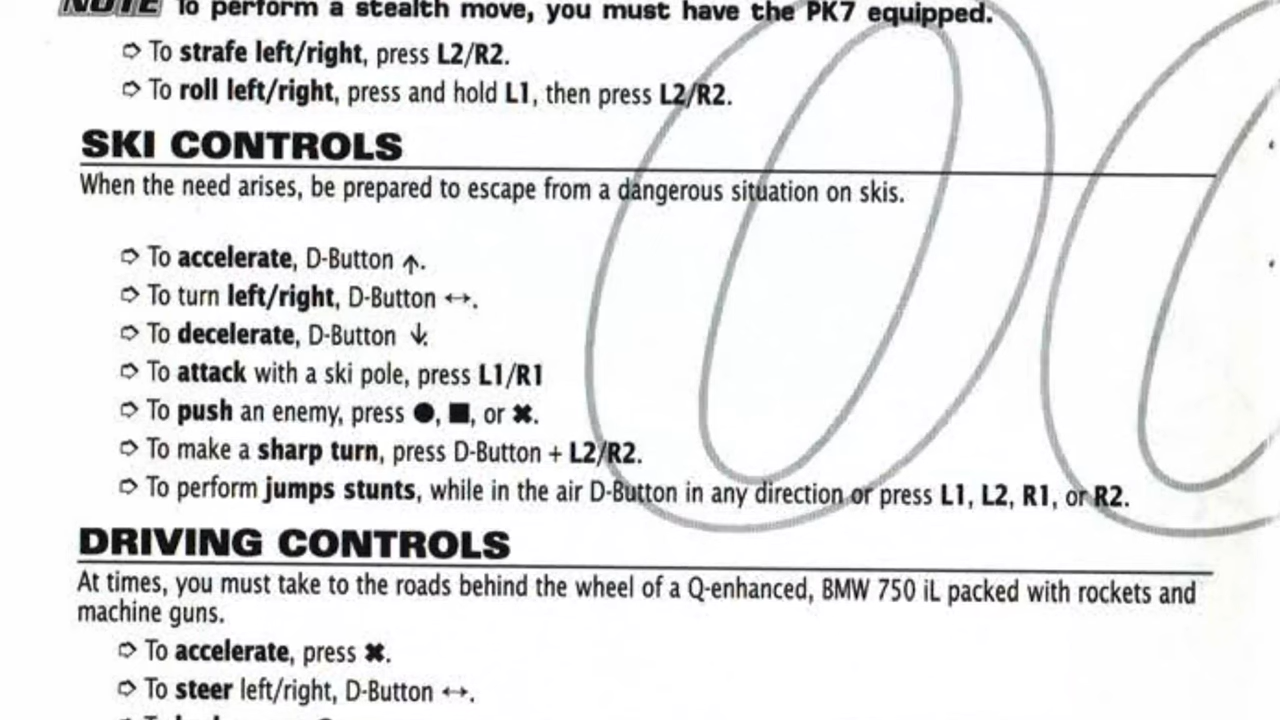 NOTE To perform a stealth move, you must have the PK7 equipped.
➩ To strafe left/right, press L2/R2.
➩ To roll left/right, press and hold L1, then press L2/R2.
SKI CONTROLS
When the need arises, be prepared to escape from a dangerous situation on skis.
➩ To accelerate, D-Button ↑.
➩ To turn left/right, D-Button ↔.
➩ To decelerate, D-Button ↓.
➩ To attack with a ski pole, press L1/R1
➩ To push an enemy, press ●, ■, or ✖.
➩ To make a sharp turn, press D-Button + L2/R2.
➩ To perform jumps stunts, while in the air D-Button in any direction or press L1, L2, R1, or R2.
DRIVING CONTROLS
At times, you must take to the roads behind the wheel of a Q-enhanced, BMW 750 iL packed with rockets and
machine guns.
➩ To accelerate, press ✖.
➩ To steer left/right, D-Button ↔.